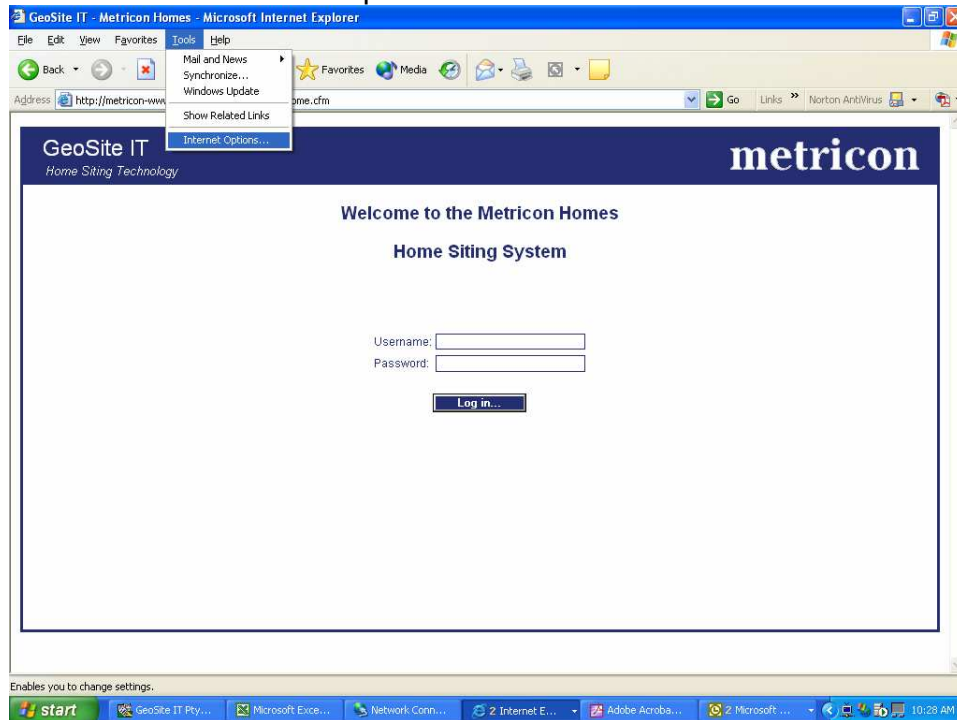 GeoSite IT - Metricon Homes - Microsoft Internet Explorer
File Edit View Favorites Tools Help
Mail and News
Synchronize...
Windows Update
Show Related Links
Internet Options...
Back Favorites Media
Address http://metricon-www ome.cfm Go Links » Norton AntiVirus
GeoSite IT
Home Siting Technology
metricon
Welcome to the Metricon Homes
Home Siting System
Username:
Password:
Log in...
Enables you to change settings.
start GeoSite IT Pty... Microsoft Exce... Network Conn... 2 Internet E... Adobe Acroba... 2 Microsoft ... 10:28 AM